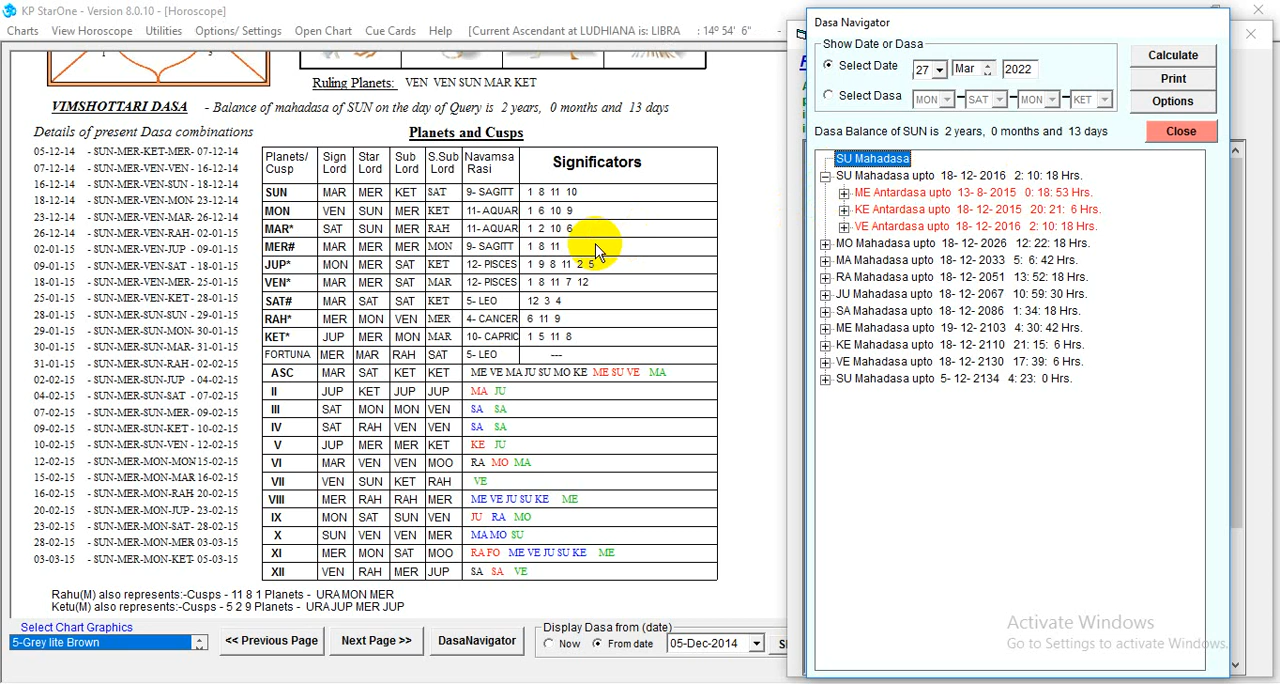 KP StarOne - Version 8.0.10 - [Horoscope]
Charts View Horoscope Utilities Options/ Settings Open Chart Cue Cards Help [Current Ascendant at LUDHIANA is: LIBRA : 14º 54' 6"
Ruling Planets: VEN VEN SUN MAR KET
VIMSHOTTARI DASA - Balance of mahadasa of SUN on the day of Query is 2 years, 0 months and 13 days
Details of present Dasa combinations
05-12-14 - SUN-MER-KET-MER- 07-12-14
07-12-14 - SUN-MER-VEN-VEN- 16-12-14
16-12-14 - SUN-MER-VEN-SUN - 18-12-14
18-12-14 - SUN-MER-VEN-MON- 23-12-14
23-12-14 - SUN-MER-VEN-MAR- 26-12-14
26-12-14 - SUN-MER-VEN-RAH- 02-01-15
02-01-15 - SUN-MER-VEN-JUP - 09-01-15
09-01-15 - SUN-MER-VEN-SAT - 18-01-15
18-01-15 - SUN-MER-VEN-MER- 25-01-15
25-01-15 - SUN-MER-VEN-KET - 28-01-15
28-01-15 - SUN-MER-SUN-SUN - 29-01-15
29-01-15 - SUN-MER-SUN-MON- 30-01-15
30-01-15 - SUN-MER-SUN-MAR- 31-01-15
31-01-15 - SUN-MER-SUN-RAH - 02-02-15
02-02-15 - SUN-MER-SUN-JUP - 04-02-15
04-02-15 - SUN-MER-SUN-SAT - 07-02-15
07-02-15 - SUN-MER-SUN-MER- 09-02-15
09-02-15 - SUN-MER-SUN-KET - 10-02-15
10-02-15 - SUN-MER-SUN-VEN - 12-02-15
12-02-15 - SUN-MER-MON-MON 15-02-15
15-02-15 - SUN-MER-MON-MAR 16-02-15
16-02-15 - SUN-MER-MON-RAH- 20-02-15
20-02-15 - SUN-MER-MON-JUP - 23-02-15
23-02-15 - SUN-MER-MON-SAT - 28-02-15
28-02-15 - SUN-MER-MON-MER 03-03-15
03-03-15 - SUN-MER-MON-KET- 05-03-15
Planets and Cusps
Planets/ Cusp Sign Lord Star Lord Sub Lord S.Sub Lord Navamsa Rasi Significators
SUN MAR MER KET SAT 9- SAGITT 1 8 11 10
MON VEN SUN MER KET 11- AQUAR 1 6 10 9
MAR* SAT SUN MER RAH 11- AQUAR 1 2 10 6
MER# MAR MER MER MON 9- SAGITT 1 8 11
JUP* MON MER SAT KET 12- PISCES 1 9 8 11 2 5
VEN* MAR MER SAT MAR 12- PISCES 1 8 11 7 12
SAT# MAR SAT SAT KET 5- LEO 12 3 4
RAH* MER MON VEN MER 4- CANCER 6 11 9
KET* JUP MER MON MAR 10- CAPRIC 1 5 11 8
FORTUNA MER MAR RAH SAT 5- LEO ---
ASC MAR SAT KET KET ME VE MA JU SU MO KE ME SU VE MA
II JUP KET JUP JUP MA JU
III SAT MON MON VEN SA SA
IV SAT RAH VEN VEN SA SA
V JUP MER MER KET KE JU
VI MAR VEN VEN MOO RA MO MA
VII VEN SUN KET RAH VE
VIII MER RAH RAH MER ME VE JU SU KE ME
IX MON SAT SUN VEN JU RA MO
X SUN VEN VEN MER MA MO SU
XI MER MON SAT MOO RA FO ME VE JU SU KE ME
XII VEN RAH MER JUP SA SA VE
Rahu(M) also represents:-Cusps - 11 8 1 Planets - URA MON MER
Ketu(M) also represents:-Cusps - 5 2 9 Planets - URA JUP MER JUP
Select Chart Graphics
5-Grey lite Brown
<< Previous Page Next Page >> DasaNavigator
Display Dasa from (date)
Now From date 05-Dec-2014
Dasa Navigator
Show Date or Dasa
Select Date 27 Mar 2022
Select Dasa MON - SAT - MON - KET
Calculate
Print
Options
Close
Dasa Balance of SUN is 2 years, 0 months and 13 days
SU Mahadasa
SU Mahadasa upto 18- 12- 2016 2: 10: 18 Hrs.
ME Antardasa upto 13- 8- 2015 0: 18: 53 Hrs.
KE Antardasa upto 18- 12- 2015 20: 21: 6 Hrs.
VE Antardasa upto 18- 12- 2016 2: 10: 18 Hrs.
MO Mahadasa upto 18- 12- 2026 12: 22: 18 Hrs.
MA Mahadasa upto 18- 12- 2033 5: 6: 42 Hrs.
RA Mahadasa upto 18- 12- 2051 13: 52: 18 Hrs.
JU Mahadasa upto 18- 12- 2067 10: 59: 30 Hrs.
SA Mahadasa upto 18- 12- 2086 1: 34: 18 Hrs.
ME Mahadasa upto 19- 12- 2103 4: 30: 42 Hrs.
KE Mahadasa upto 18- 12- 2110 21: 15: 6 Hrs.
VE Mahadasa upto 18- 12- 2130 17: 39: 6 Hrs.
SU Mahadasa upto 5- 12- 2134 4: 23: 0 Hrs.
Activate Windows
Go to Settings to activate Windows.